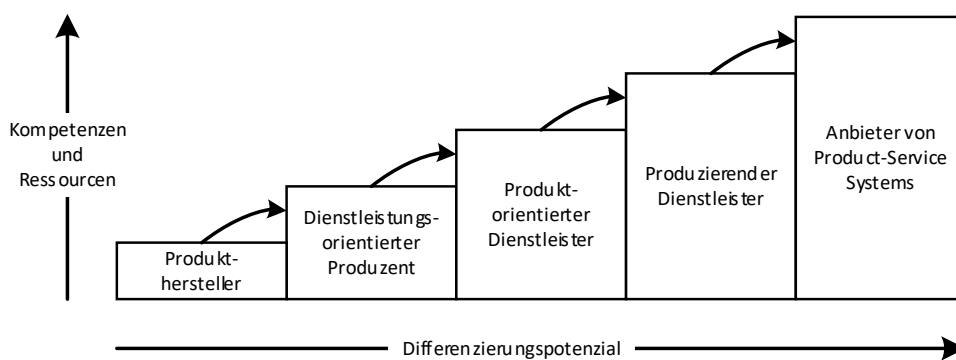 Kompetenzen
und
Ressourcen
Produkt-
hersteller
Dienstleistungs-
orientierter
Produzent
Produkt-
orientierter
Dienstleister
Produzierender
Dienstleister
Anbieter von
Product-Service
Systems
Differenzierungspotenzial